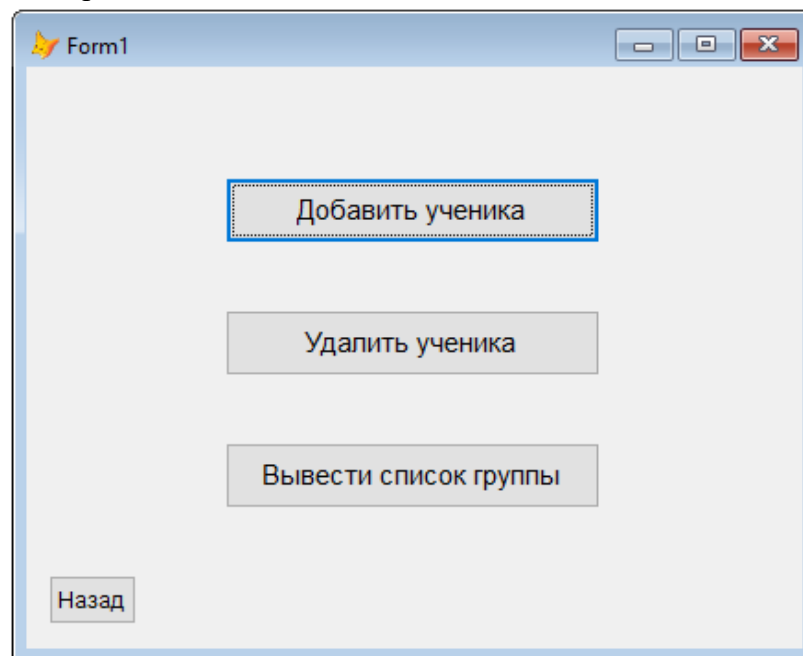 Form1
Добавить ученика
Удалить ученика
Вывести список группы
Назад